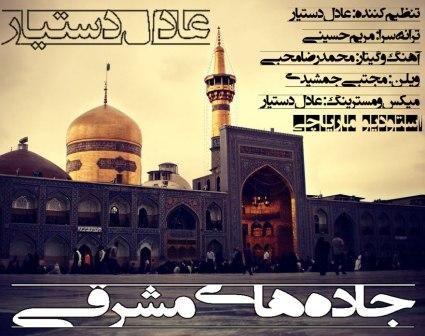 عادل دستیار
تنظیم کننده: عادل دستیار
ترانه‌سرا: مریم حسینی
آهنگ و گیتار: محمدرضا محبی
ویلن: مجتبی جمشیدی
میکس و مسترینگ: عادل دستیار
جاده‌های مشرقی